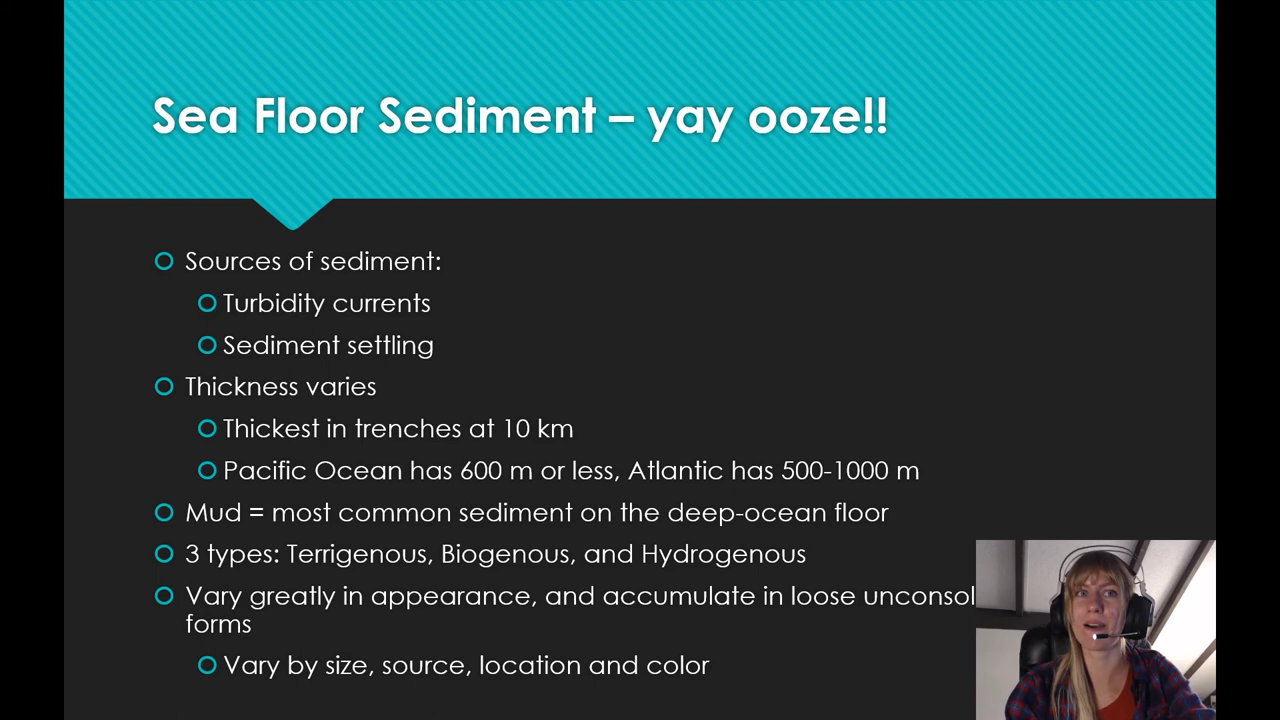 Sea Floor Sediment – yay ooze!!
Sources of sediment:
Turbidity currents
Sediment settling
Thickness varies
Thickest in trenches at 10 km
Pacific Ocean has 600 m or less, Atlantic has 500-1000 m
Mud = most common sediment on the deep-ocean floor
3 types: Terrigenous, Biogenous, and Hydrogenous
Vary greatly in appearance, and accumulate in loose unconsol
forms
Vary by size, source, location and color